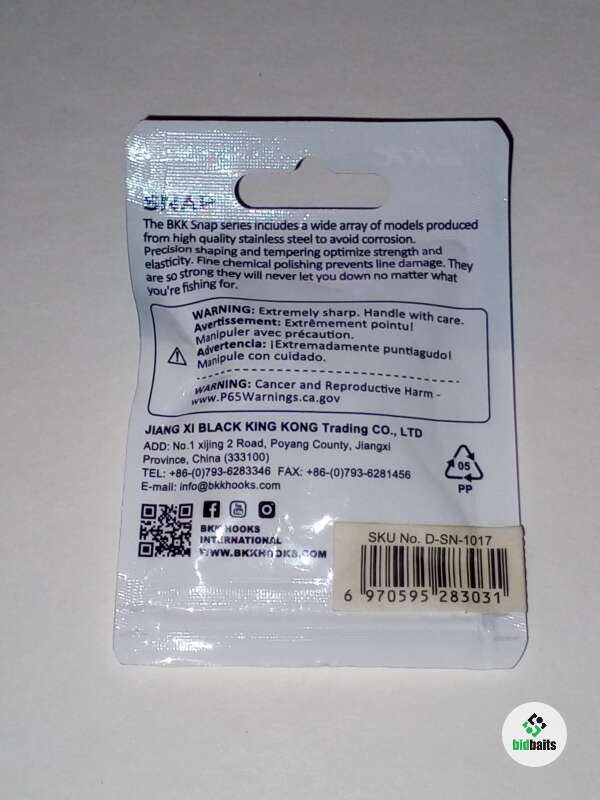 SNAP
The BKK Snap series includes a wide array of models produced
from high quality stainless steel to avoid corrosion.
Precision shaping and tempering optimize strength and
elasticity. Fine chemical polishing prevents line damage. They
are so strong they will never let you down no matter what
you're fishing for.
WARNING: Extremely sharp. Handle with care.
Avertissement: Extrêmement pointu!
Manipuler avec précaution.
Advertencia: ¡Extremadamente puntiagudo!
Manipule con cuidado.
WARNING: Cancer and Reproductive Harm -
www.P65Warnings.ca.gov
JIANG XI BLACK KING KONG Trading CO., LTD
ADD: No.1 xijing 2 Road, Poyang County, Jiangxi
Province, China (333100)
TEL: +86-(0)793-6283346 FAX: +86-(0)793-6281456
E-mail: info@bkkhooks.com
05
PP
BKK HOOKS
INTERNATIONAL
WWW.BKKHOOKS.COM
SKU No. D-SN-1017
6 970595 283031
bidbaits